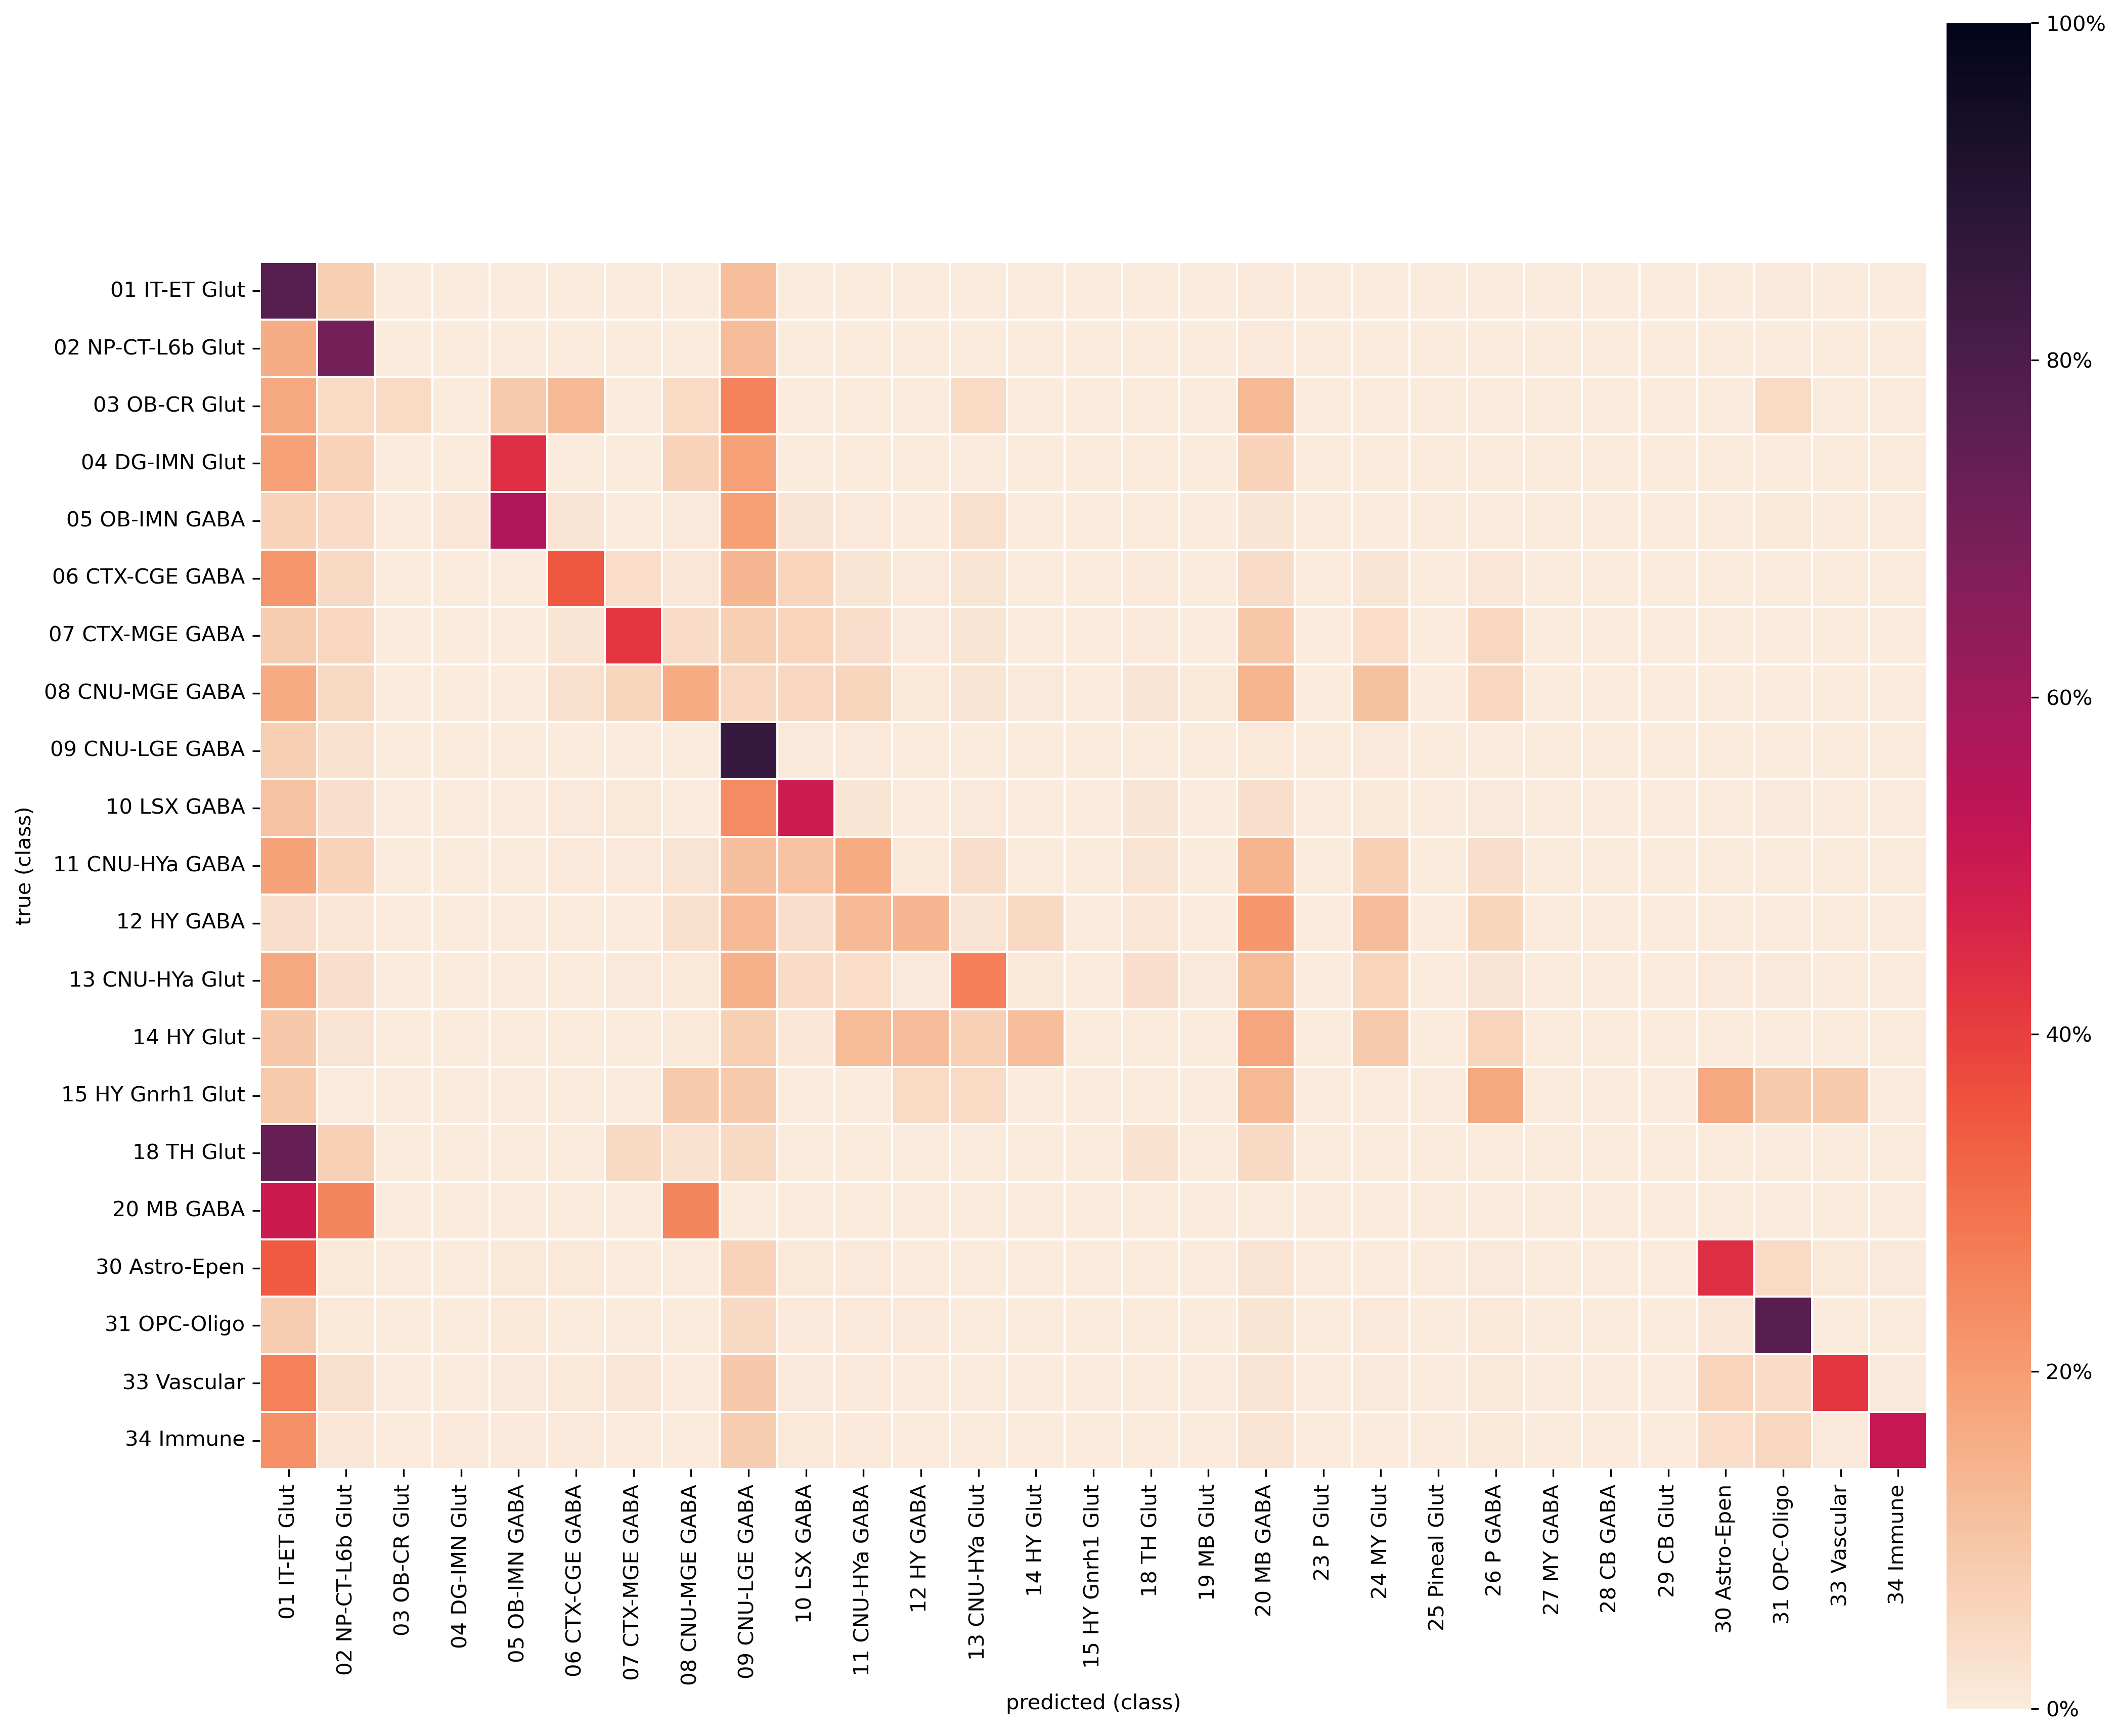 100%
80%
60%
40%
20%
0%
true (class)
01 IT-ET Glut
02 NP-CT-L6b Glut
03 OB-CR Glut
04 DG-IMN Glut
05 OB-IMN GABA
06 CTX-CGE GABA
07 CTX-MGE GABA
08 CNU-MGE GABA
09 CNU-LGE GABA
10 LSX GABA
11 CNU-HYa GABA
12 HY GABA
13 CNU-HYa Glut
14 HY Glut
15 HY Gnrh1 Glut
18 TH Glut
20 MB GABA
30 Astro-Epen
31 OPC-Oligo
33 Vascular
34 Immune
01 IT-ET Glut
02 NP-CT-L6b Glut
03 OB-CR Glut
04 DG-IMN Glut
05 OB-IMN GABA
06 CTX-CGE GABA
07 CTX-MGE GABA
08 CNU-MGE GABA
09 CNU-LGE GABA
10 LSX GABA
11 CNU-HYa GABA
12 HY GABA
13 CNU-HYa Glut
14 HY Glut
15 HY Gnrh1 Glut
18 TH Glut
19 MB Glut
20 MB GABA
23 P Glut
24 MY Glut
25 Pineal Glut
26 P GABA
27 MY GABA
28 CB GABA
29 CB Glut
30 Astro-Epen
31 OPC-Oligo
33 Vascular
34 Immune
predicted (class)